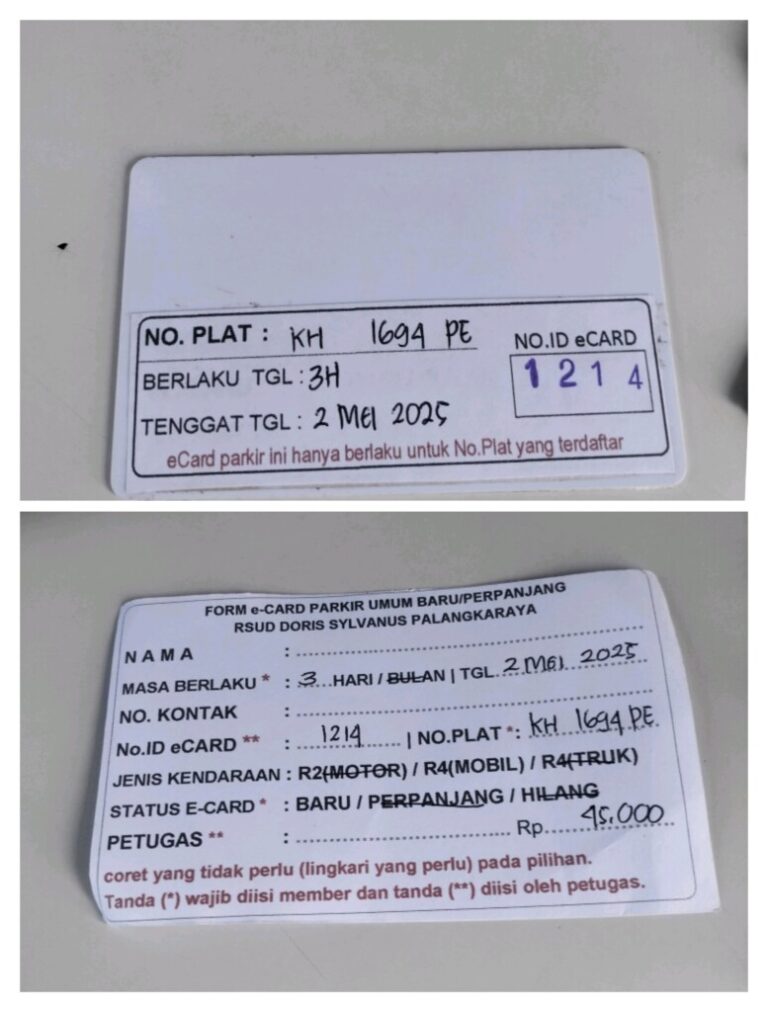 NO. PLAT : KH 1694 PE
NO.ID eCARD
BERLAKU TGL : 3H
1 2 1 4
TENGGAT TGL : 2 MEI 2025
eCard parkir ini hanya berlaku untuk No.Plat yang terdaftar
FORM e-CARD PARKIR UMUM BARU/PERPANJANG
RSUD DORIS SYLVANUS PALANGKARAYA
NAMA :
MASA BERLAKU * : 3 HARI / BULAN | TGL. 2 MEI 2025
NO. KONTAK :
No.ID eCARD ** : 1214 | NO.PLAT *: KH 1694 PE
JENIS KENDARAAN : R2(MOTOR) / R4(MOBIL) / R4(TRUK)
STATUS E-CARD * : BARU / PERPANJANG / HILANG
PETUGAS ** : Rp. 45.000
coret yang tidak perlu (lingkari yang perlu) pada pilihan.
Tanda (*) wajib diisi member dan tanda (**) diisi oleh petugas.